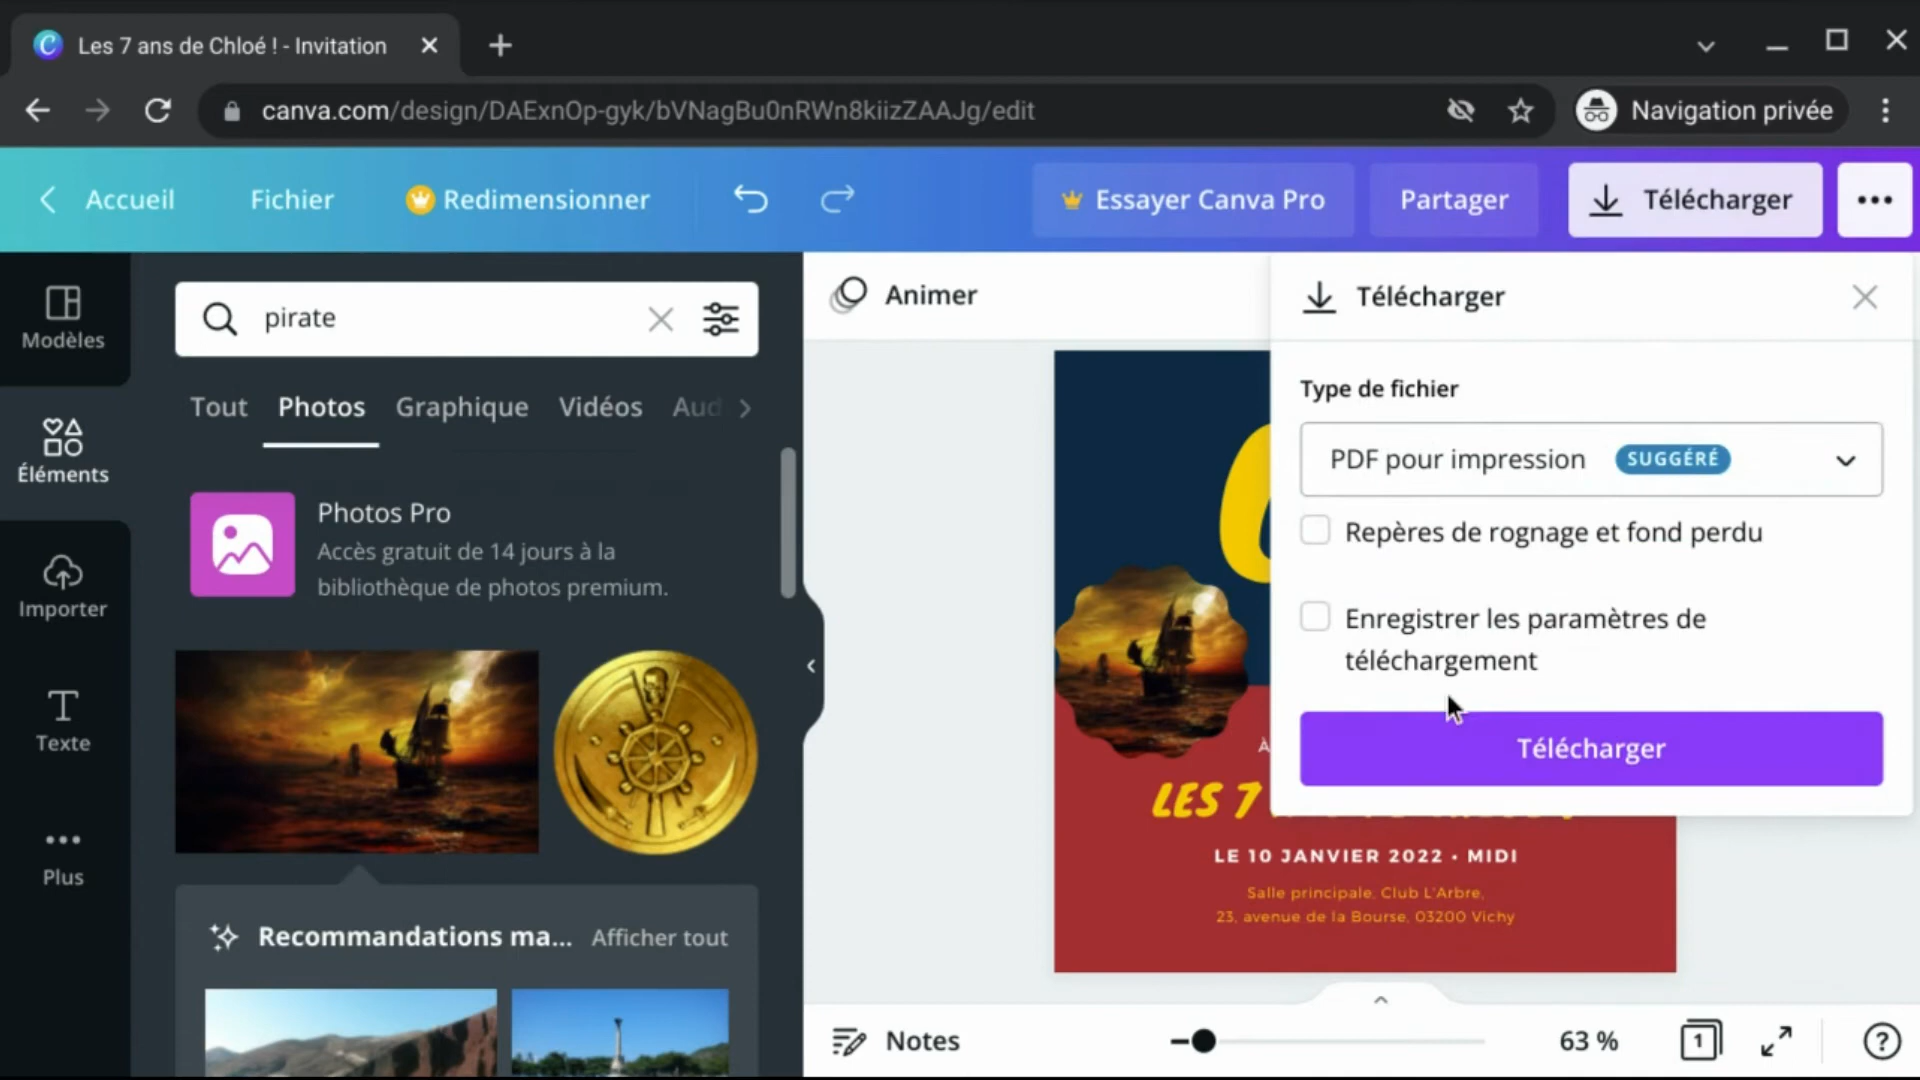 Les 7 ans de Chloé ! - Invitation
canva.com/design/DAExnOp-gyk/bVNagBu0nRWn8kiizZAAJg/edit
Navigation privée
Accueil
Fichier
Redimensionner
Essayer Canva Pro
Partager
Télécharger
Modèles
Éléments
Importer
Texte
Plus
pirate
Tout
Photos
Graphique
Vidéos
Aud
Photos Pro
Accès gratuit de 14 jours à la
bibliothèque de photos premium.
Recommandations ma...
Afficher tout
Animer
Télécharger
Type de fichier
PDF pour impression
SUGGÉRÉ
Repères de rognage et fond perdu
Enregistrer les paramètres de
téléchargement
Télécharger
À
LES 7
LE 10 JANVIER 2022 • MIDI
Salle principale, Club L'Arbre,
23, avenue de la Bourse, 03200 Vichy
Notes
63 %
1